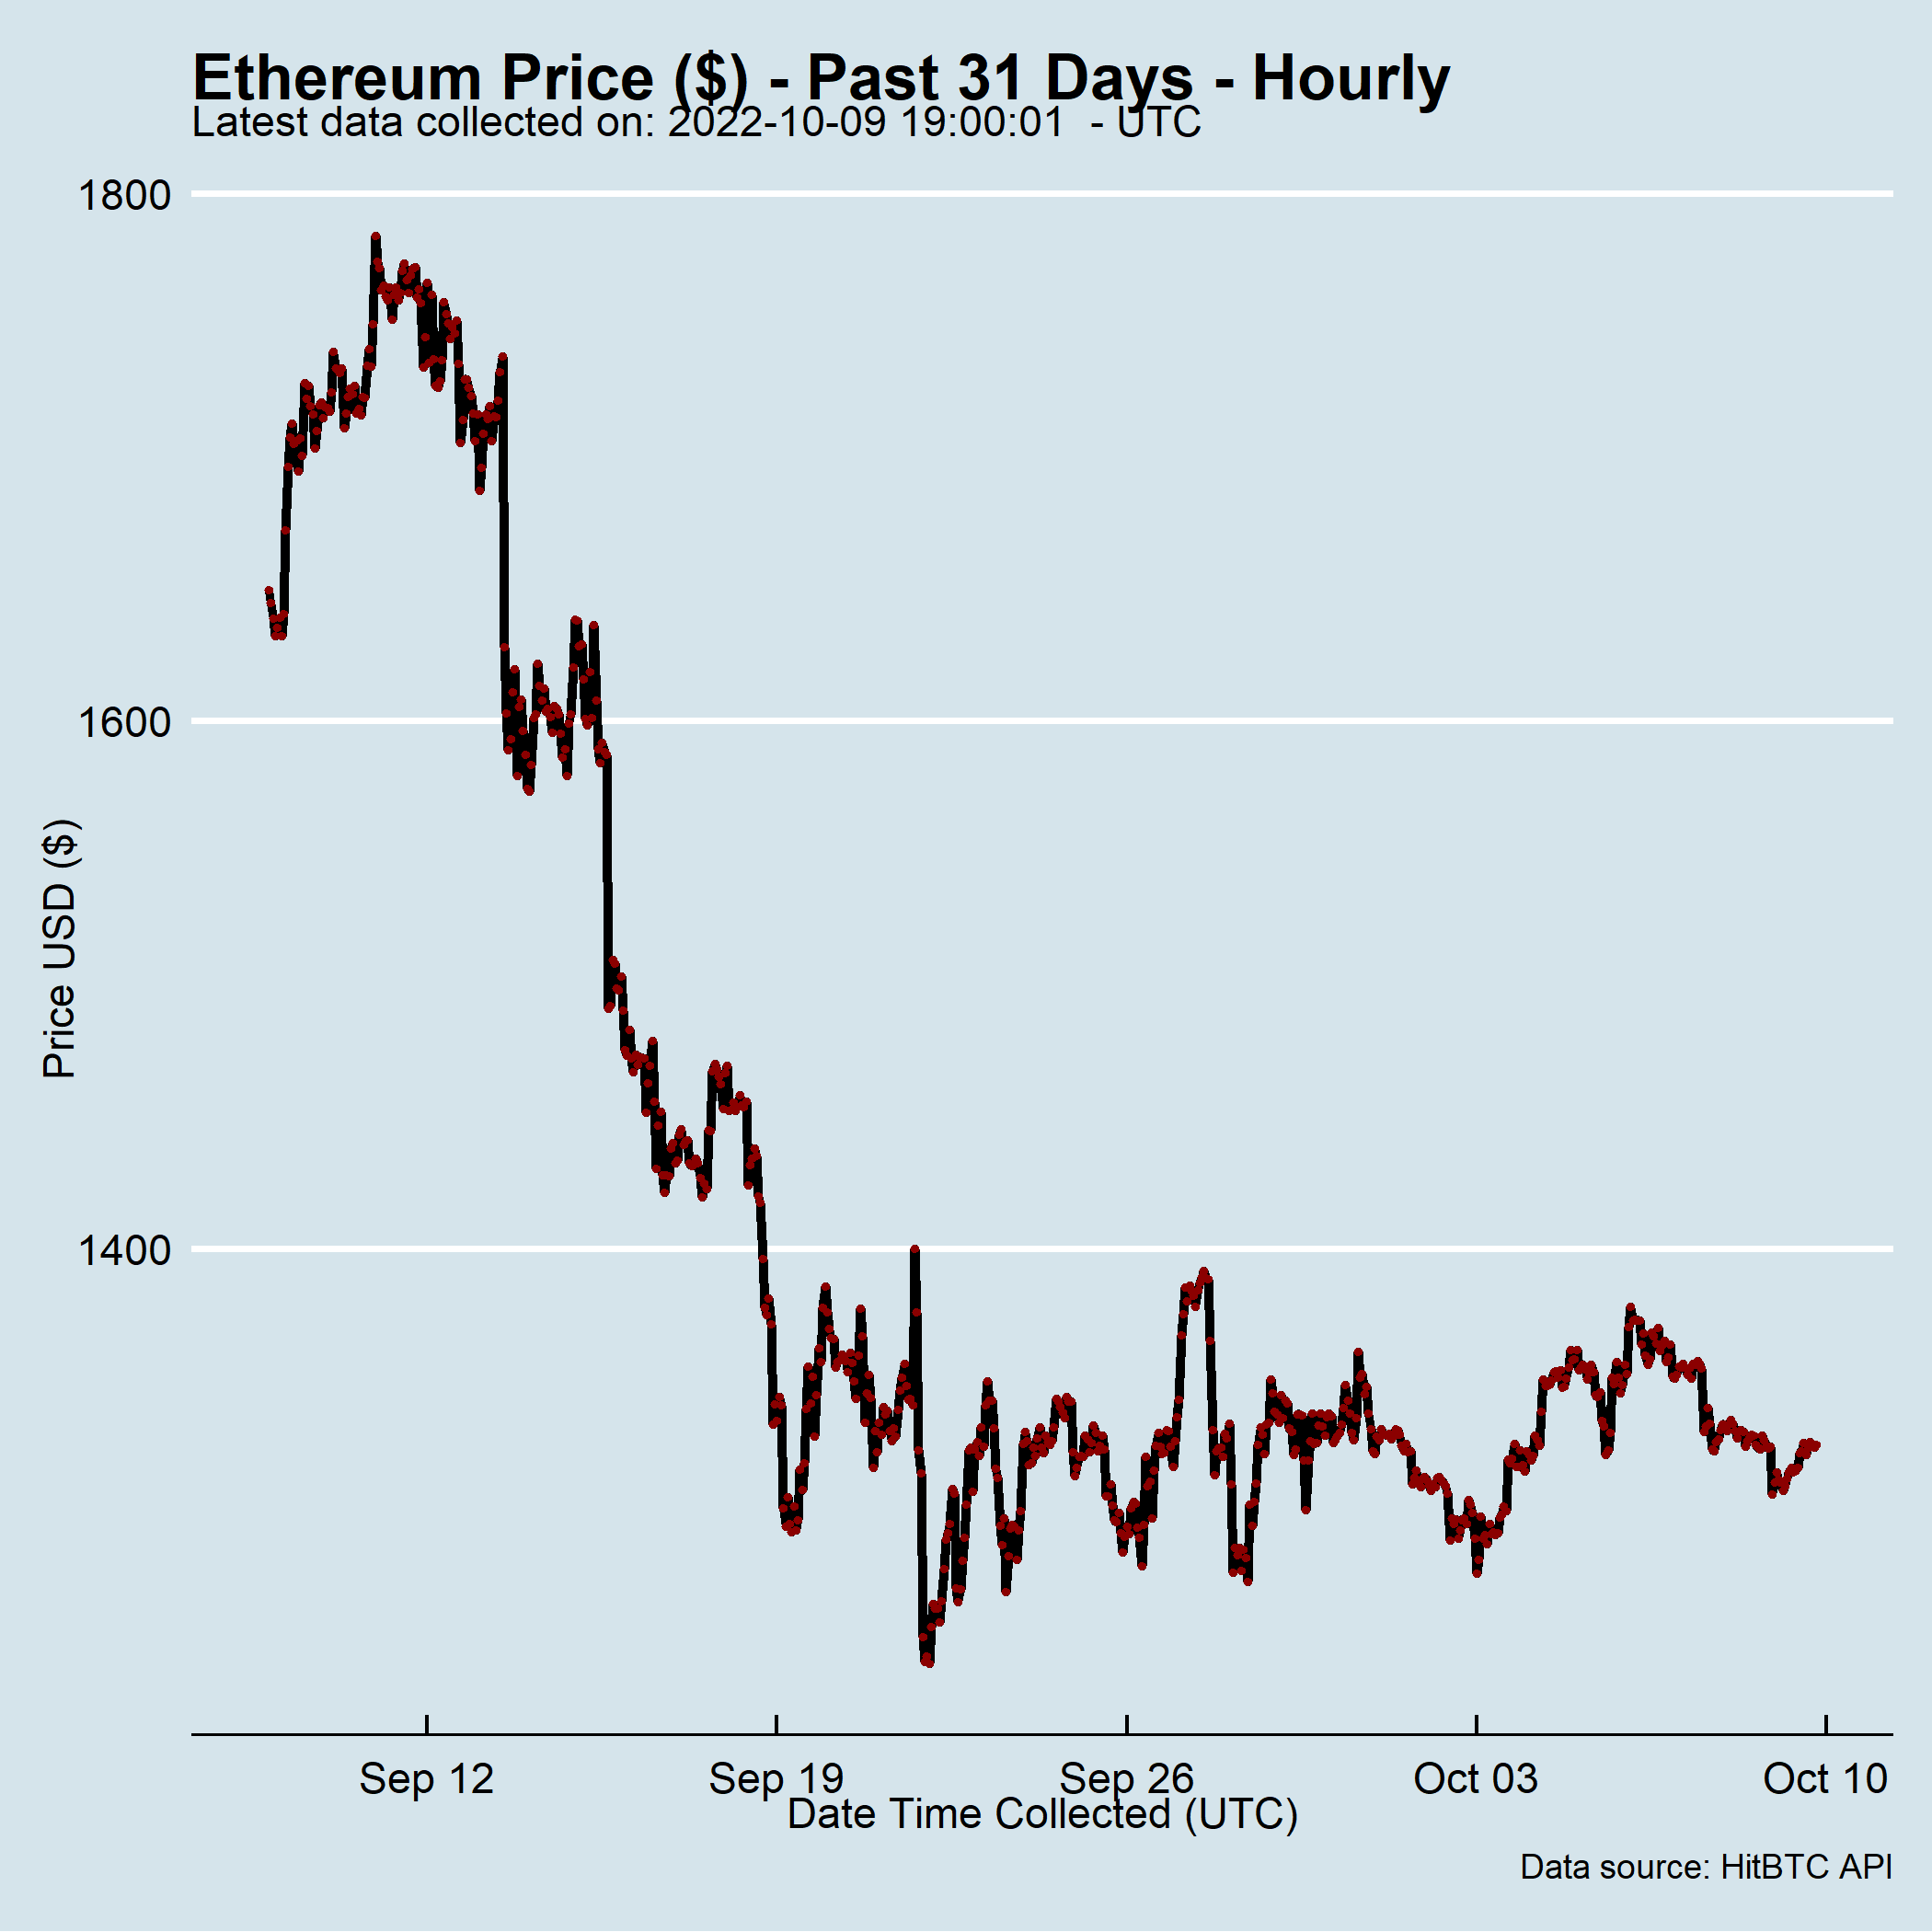 Ethereum Price ($) - Past 31 Days - Hourly
Latest data collected on: 2022-10-09 19:00:01  - UTC
1800
1600
1400
Price USD ($)
Sep 12
Sep 19
Sep 26
Oct 03
Oct 10
Date Time Collected (UTC)
Data source: HitBTC API